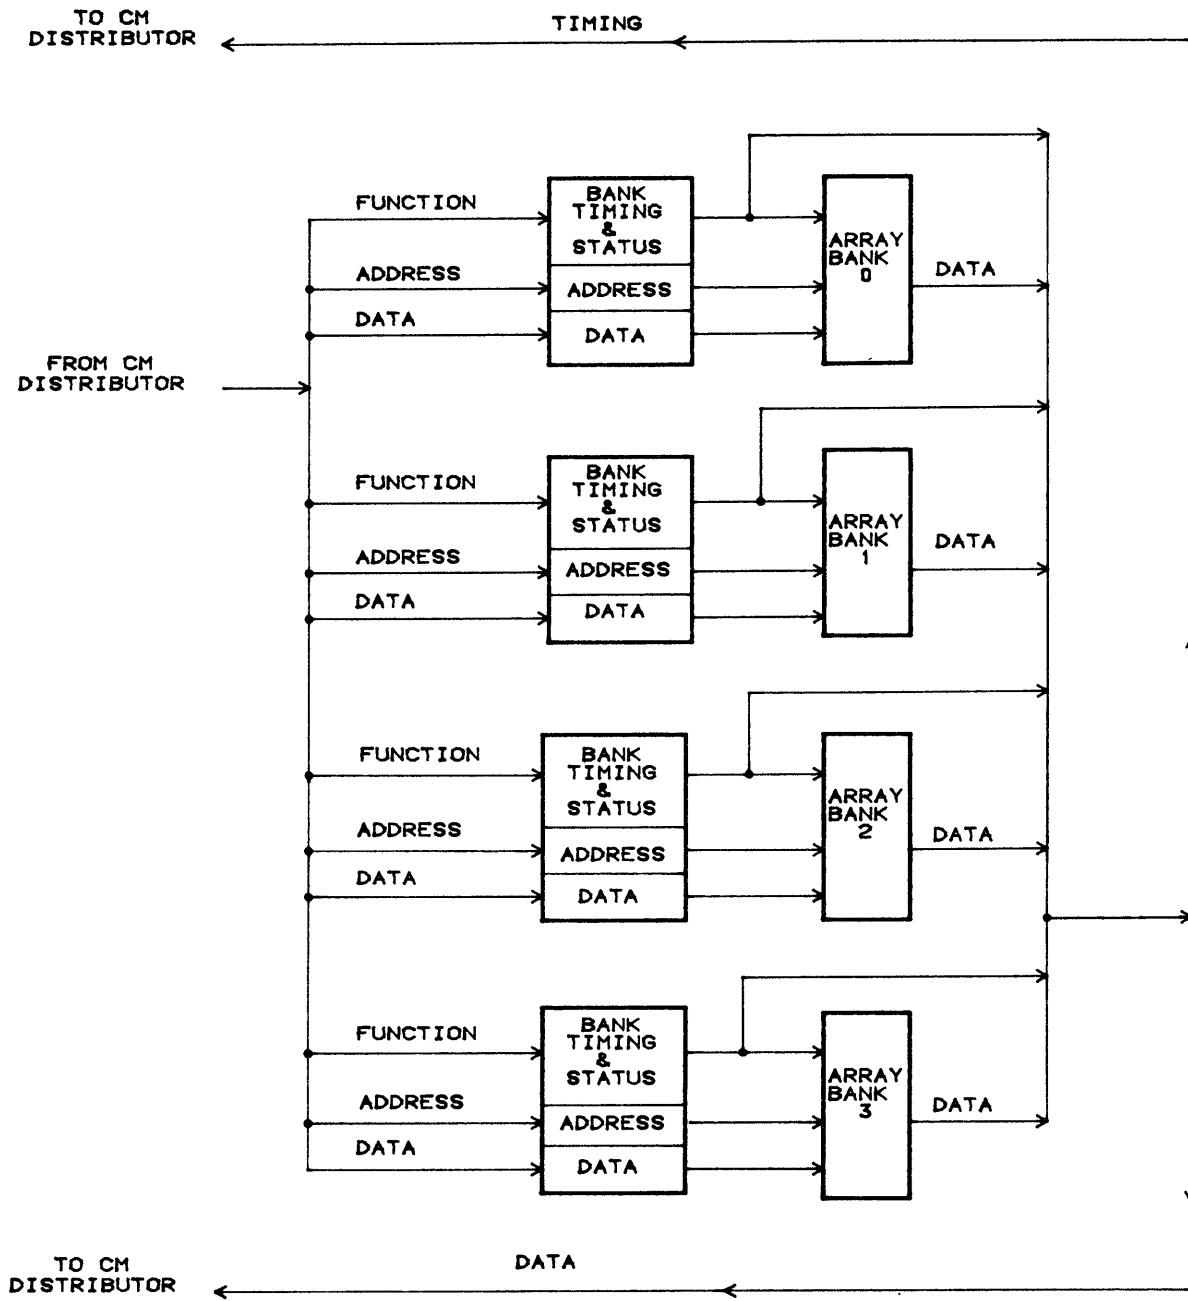 TO CM
DISTRIBUTOR
TIMING
FUNCTION
ADDRESS
DATA
BANK
TIMING
&
STATUS
ADDRESS
DATA
ARRAY
BANK
0
DATA
FROM CM
DISTRIBUTOR
FUNCTION
ADDRESS
DATA
BANK
TIMING
&
STATUS
ADDRESS
DATA
ARRAY
BANK
1
DATA
FUNCTION
ADDRESS
DATA
BANK
TIMING
&
STATUS
ADDRESS
DATA
ARRAY
BANK
2
DATA
FUNCTION
ADDRESS
DATA
BANK
TIMING
&
STATUS
ADDRESS
DATA
ARRAY
BANK
3
DATA
TO CM
DISTRIBUTOR
DATA